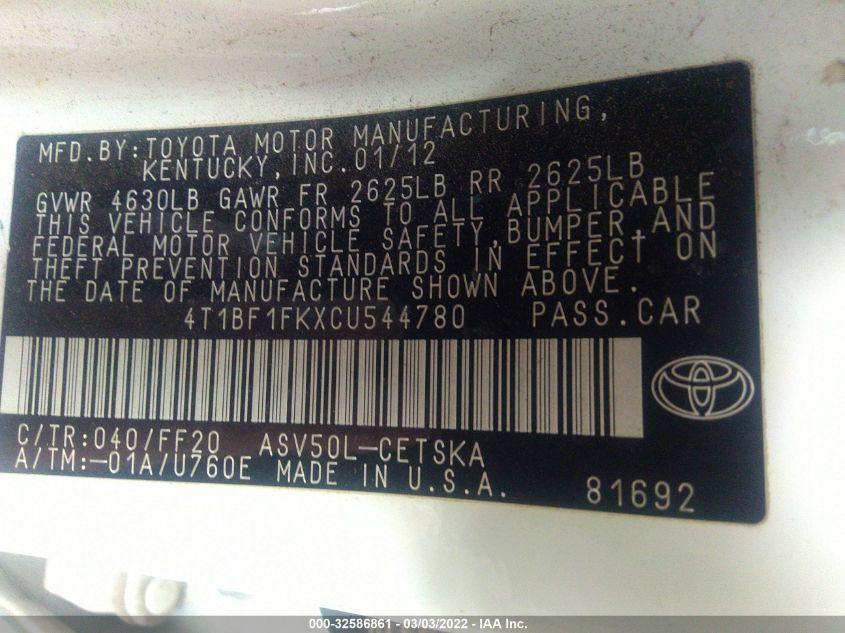 MFD.BY:TOYOTA MOTOR MANUFACTURING,
KENTUCKY,INC.01/12
GVWR 4630LB GAWR FR 2625LB RR 2625LB
THIS VEHICLE CONFORMS TO ALL APPLICABLE
FEDERAL MOTOR VEHICLE SAFETY,BUMPER,AND
THEFT PREVENTION STANDARDS IN EFFECT ON
THE DATE OF MANUFACTURE SHOWN ABOVE.
4T1BF1FKXCU544780 PASS.CAR
C/TR:040/FF20 ASV50L-CETSKA
A/TM:-01A/U760E MADE IN U.S.A. 81692
000-32586861 - 03/03/2022 - IAA Inc.